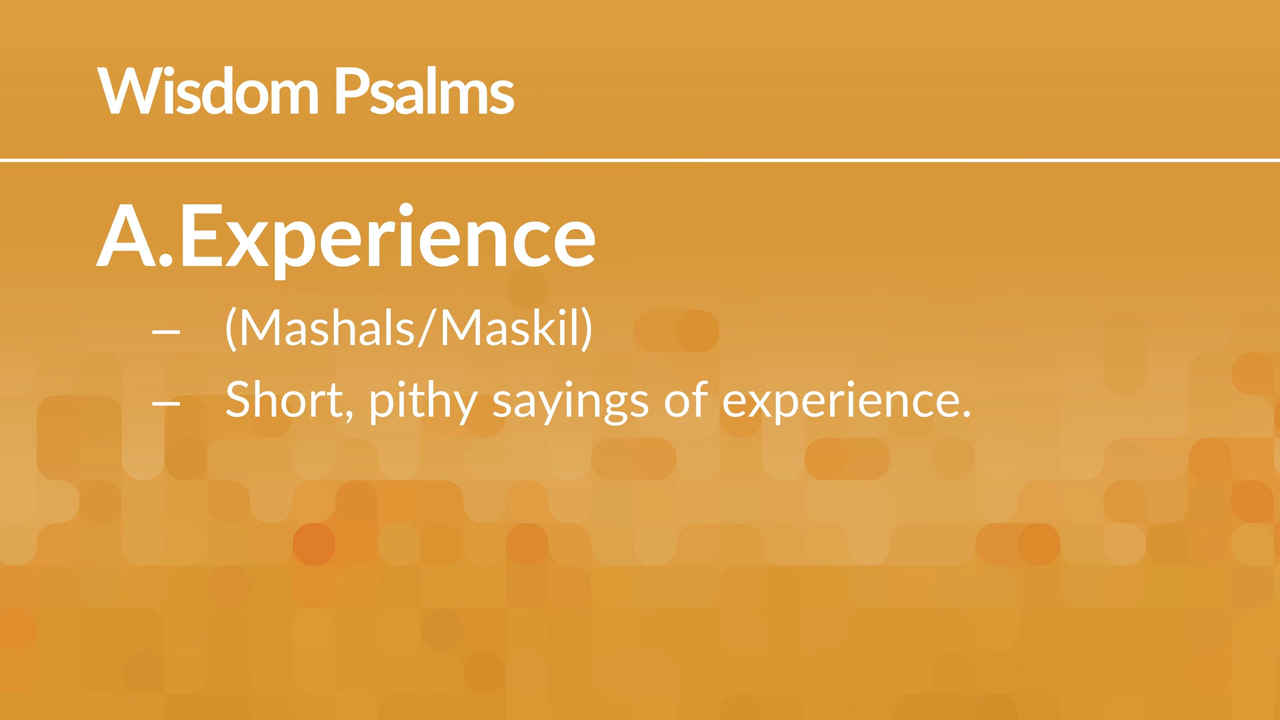 Wisdom Psalms
A.Experience
– (Mashals/Maskil)
– Short, pithy sayings of experience.